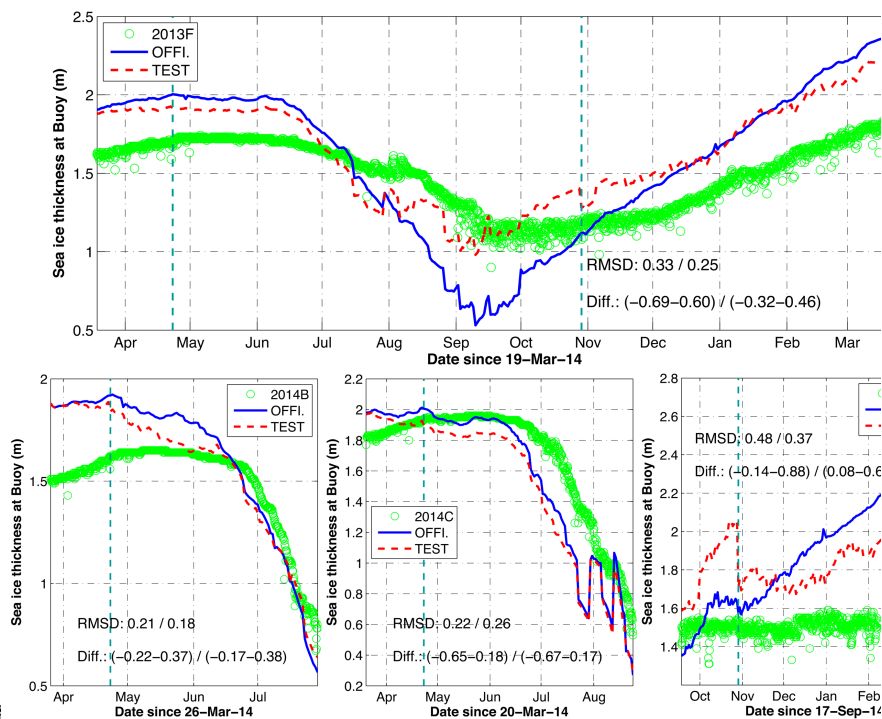 2.5
2
1.5
1
0.5
Sea ice thickness at Buoy (m)
2013F
OFFI.
TEST
RMSD: 0.33 / 0.25
Diff.: (−0.69−0.60) / (−0.32−0.46)
Apr May Jun Jul Aug Sep Oct Nov Dec Jan Feb Mar
Date since 19−Mar−14
2
1.5
1
0.5
Sea ice thickness at Buoy (m)
2014B
OFFI.
TEST
RMSD: 0.21 / 0.18
Diff.: (−0.22−0.37) / (−0.17−0.38)
Apr May Jun Jul
Date since 26−Mar−14
2.2
2
1.8
1.6
1.4
1.2
1
0.8
0.6
0.4
0.2
Sea ice thickness at Buoy (m)
2014C
OFFI.
TEST
RMSD: 0.22 / 0.26
Diff.: (−0.65−0.18) / (−0.67−0.17)
Apr May Jun Jul Aug
Date since 20−Mar−14
2.8
2.6
2.4
2.2
2
1.8
1.6
1.4
Sea ice thickness at Buoy (m)
RMSD: 0.48 / 0.37
Diff.: (−0.14−0.88) / (0.08−0.6
Oct Nov Dec Jan Feb
Date since 17−Sep−14